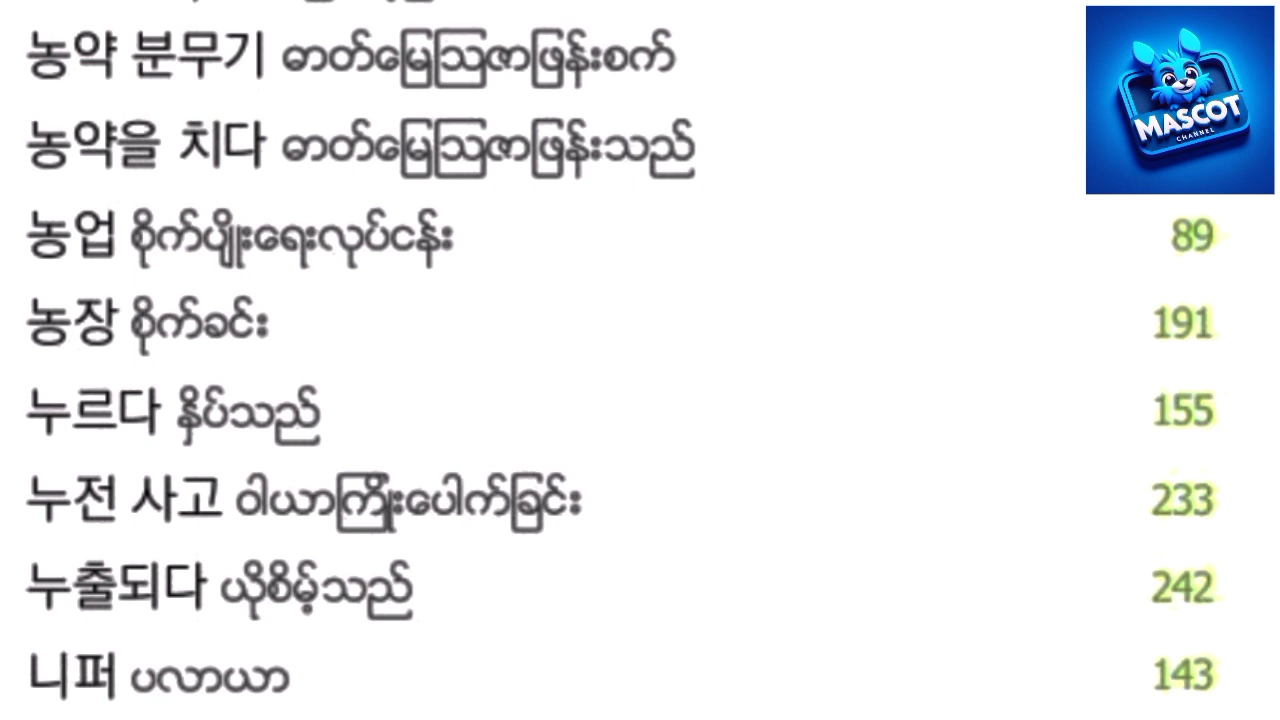 농약 분무기 ဓာတ်မြေဩဇာဖြန်းစက်
농약을 치다 ဓာတ်မြေဩဇာဖြန်းသည်
농업 စိုက်ပျိုးရေးလုပ်ငန်း 89
농장 စိုက်ခင်း 191
누르다 နှိပ်သည် 155
누전 사고 ဝါယာကြိုးပေါက်ခြင်း 233
누출되다 ယိုစိမ့်သည် 242
니퍼 ပလာယာ 143
MASCOT
CHANNEL